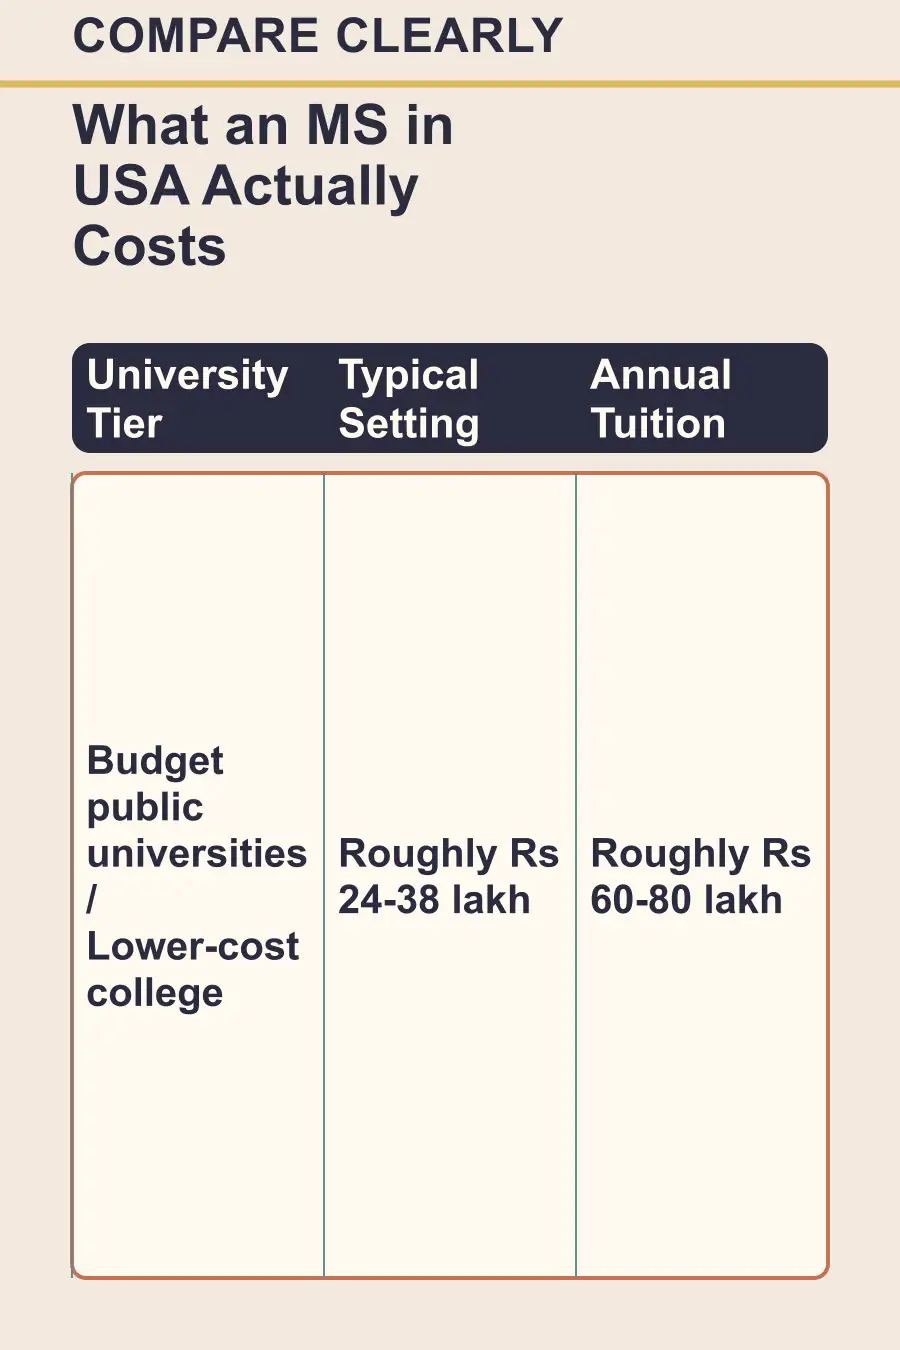 COMPARE CLEARLY
What an MS in
USA Actually
Costs
University
Tier
Typical
Setting
Annual
Tuition
Budget
public
universities
/
Lower-cost
college
Roughly Rs
24-38 lakh
Roughly Rs
60-80 lakh